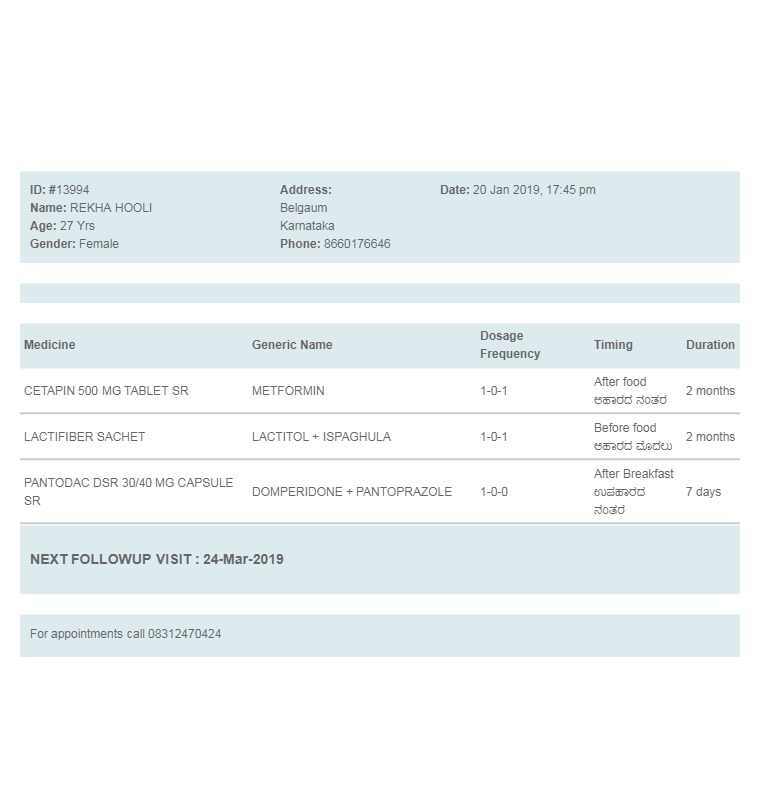 ID: #13994
Name: REKHA HOOLI
Age: 27 Yrs
Gender: Female
Address:
Belgaum
Karnataka
Phone: 8660176646
Date: 20 Jan 2019, 17:45 pm
Medicine Generic Name Dosage Frequency Timing Duration
CETAPIN 500 MG TABLET SR METFORMIN 1-0-1 After food 2 months
ಆಹಾರದ ನಂತರ
LACTIFIBER SACHET LACTITOL + ISPAGHULA 1-0-1 Before food 2 months
ಆಹಾರದ ಮೊದಲು
PANTODAC DSR 30/40 MG CAPSULE SR DOMPERIDONE + PANTOPRAZOLE 1-0-0 After Breakfast 7 days
ಉಪಹಾರದ
ನಂತರ
NEXT FOLLOWUP VISIT : 24-Mar-2019
For appointments call 08312470424